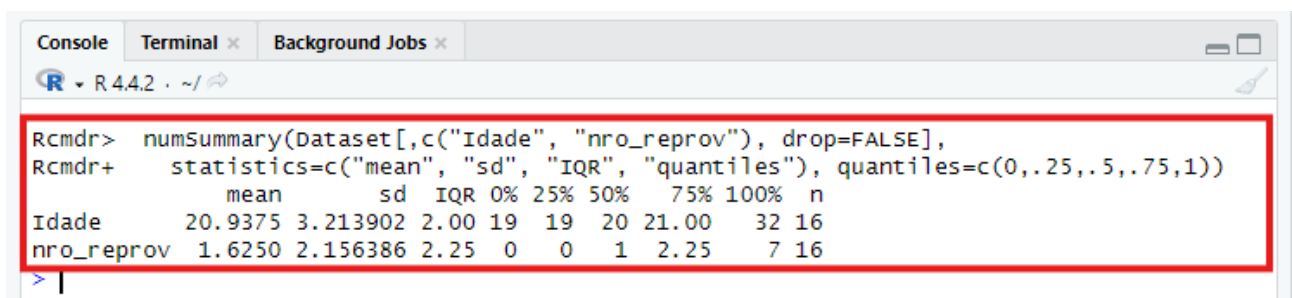 Console Terminal × Background Jobs ×
R R 4.4.2 · ~/
Rcmdr>  numSummary(Dataset[,c("Idade", "nro_reprov"), drop=FALSE],
Rcmdr+    statistics=c("mean", "sd", "IQR", "quantiles"), quantiles=c(0,.25,.5,.75,1))
              mean       sd  IQR 0% 25% 50%   75% 100%  n
Idade      20.9375 3.213902 2.00 19  19  20 21.00   32 16
nro_reprov  1.6250 2.156386 2.25  0   0   1  2.25    7 16
>